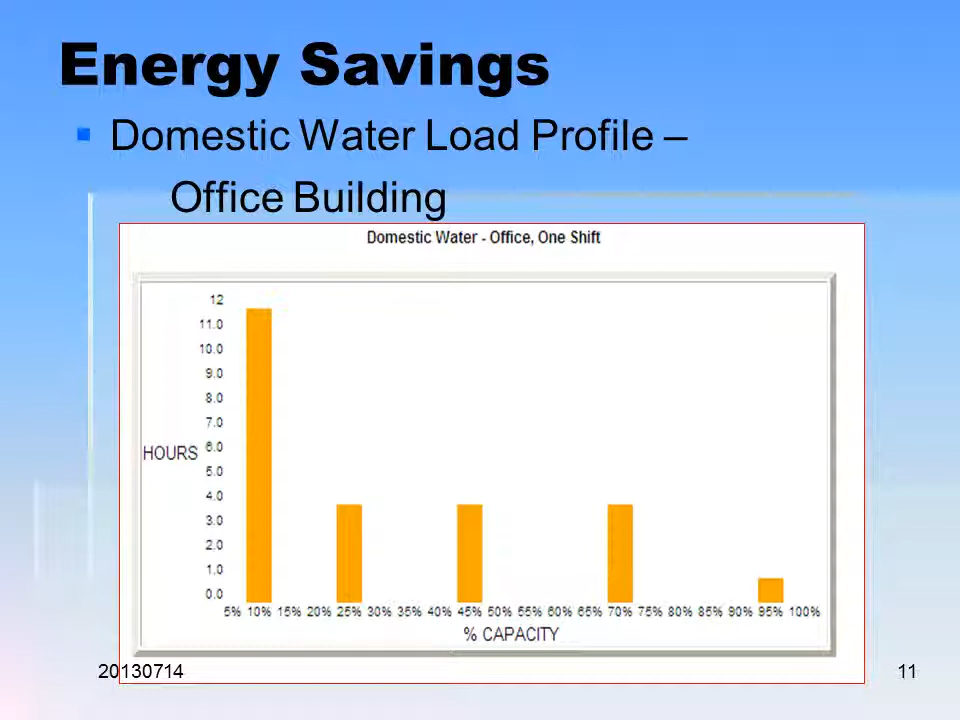 Energy Savings
Domestic Water Load Profile –
Office Building
Domestic Water - Office, One Shift
12
11.0
10.0
9.0
8.0
7.0
HOURS 6.0
5.0
4.0
3.0
2.0
1.0
0.0
5% 10% 15% 20% 25% 30% 35% 40% 45% 50% 55% 60% 65% 70% 75% 80% 85% 90% 95% 100%
% CAPACITY
20130714 11